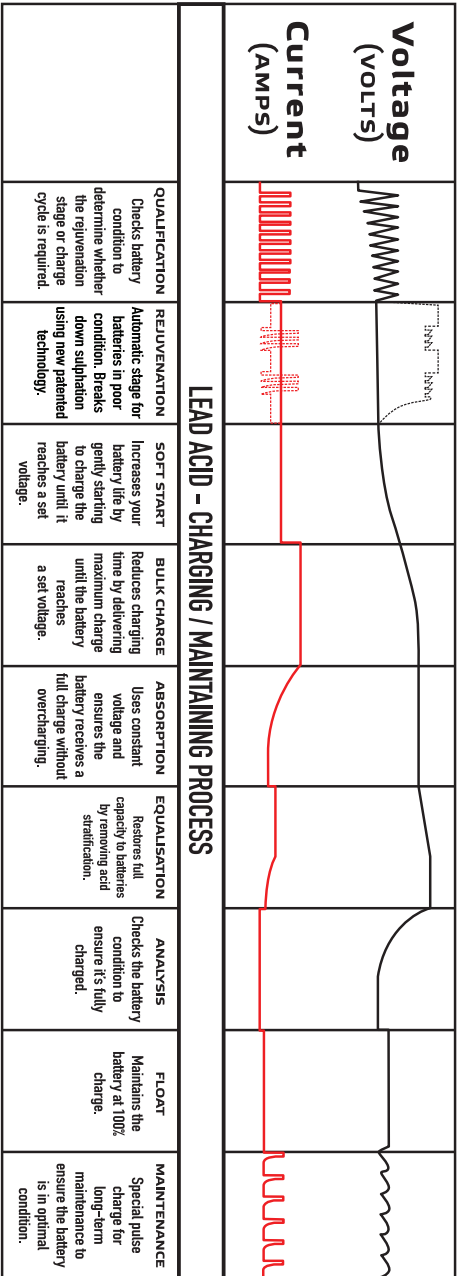 Voltage
(VOLTS)
Current
(AMPS)
LEAD ACID - CHARGING / MAINTAINING PROCESS
QUALIFICATION
Checks battery
condition to
determine whether
the rejuvenation
stage or charge
cycle is required.
REJUVENATION
Automatic stage for
batteries in poor
condition. Breaks
down sulphation
using new patented
technology.
SOFT START
Increases your
battery life by
gently starting
to charge the
battery until it
reaches a set
voltage.
BULK CHARGE
Reduces charging
time by delivering
maximum charge
until the battery
reaches
a set voltage.
ABSORPTION
Uses constant
voltage and
ensures the
battery receives a
full charge without
overcharging.
EQUALISATION
Restores full
capacity to batteries
by removing acid
stratification.
ANALYSIS
Checks the battery
condition to
ensure it's fully
charged.
FLOAT
Maintains the
battery at 100%
charge.
MAINTENANCE
Special pulse
charge for
long-term
maintenance to
ensure the battery
is in optimal
condition.